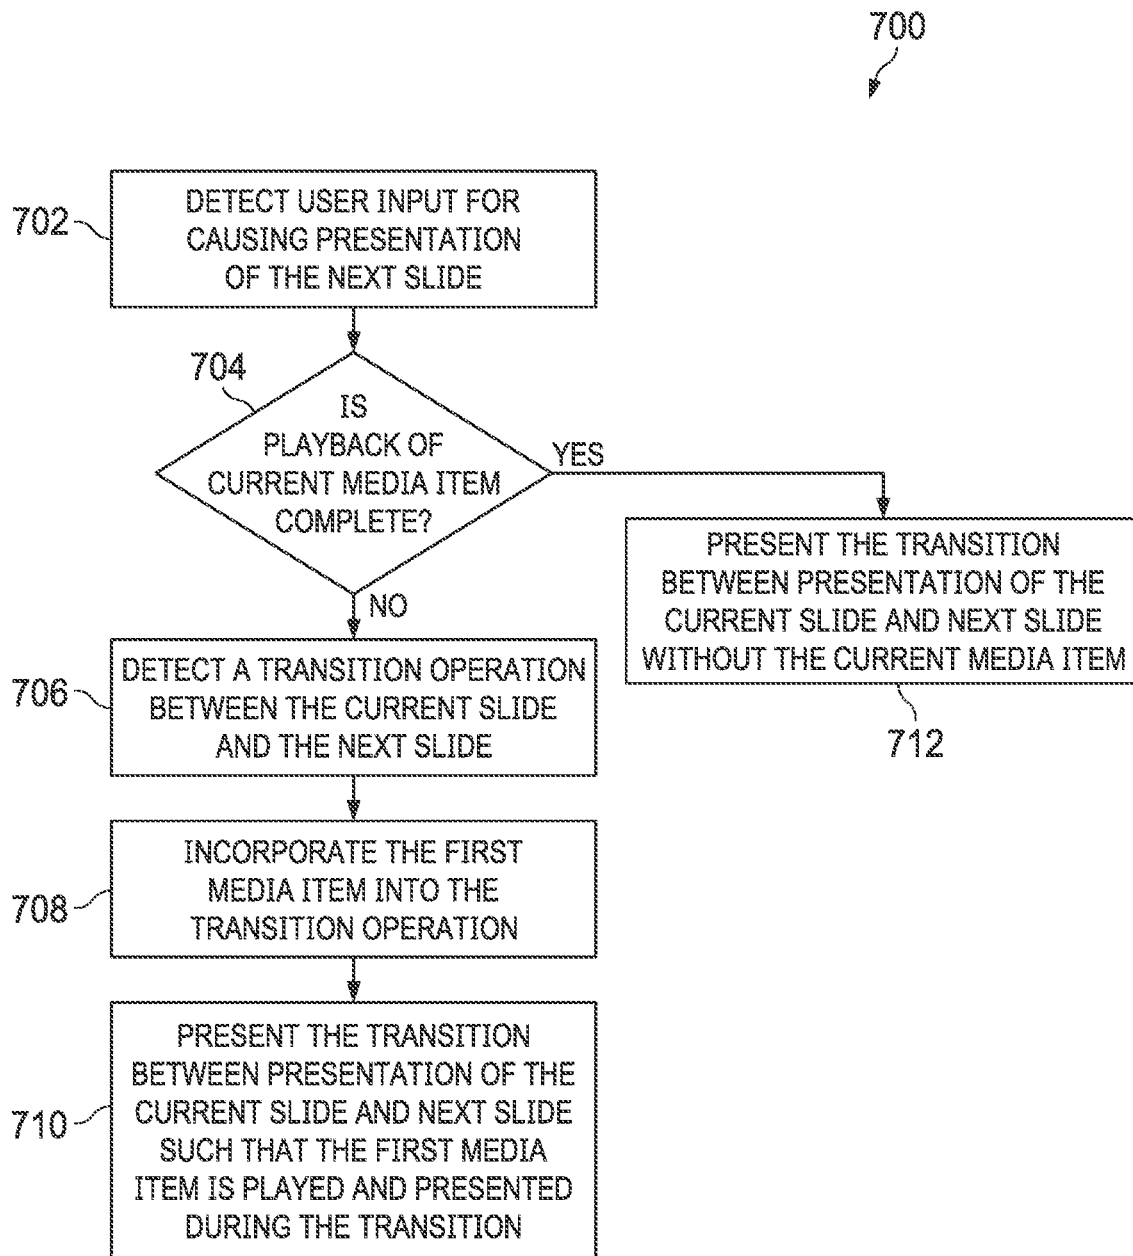 700
702
DETECT USER INPUT FOR
CAUSING PRESENTATION
OF THE NEXT SLIDE
704
IS
PLAYBACK OF
CURRENT MEDIA ITEM
COMPLETE?
YES
NO
PRESENT THE TRANSITION
BETWEEN PRESENTATION OF THE
CURRENT SLIDE AND NEXT SLIDE
WITHOUT THE CURRENT MEDIA ITEM
712
706
DETECT A TRANSITION OPERATION
BETWEEN THE CURRENT SLIDE
AND THE NEXT SLIDE
708
INCORPORATE THE FIRST
MEDIA ITEM INTO THE
TRANSITION OPERATION
710
PRESENT THE TRANSITION
BETWEEN PRESENTATION OF THE
CURRENT SLIDE AND NEXT SLIDE
SUCH THAT THE FIRST MEDIA
ITEM IS PLAYED AND PRESENTED
DURING THE TRANSITION